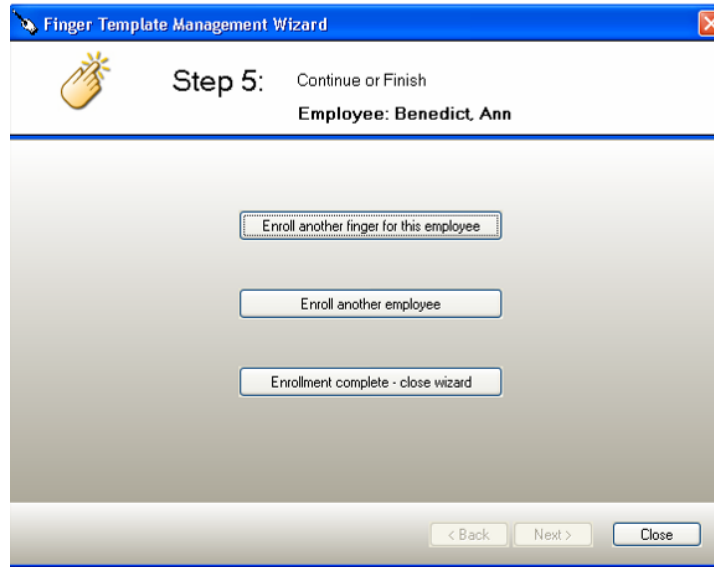 Finger Template Management Wizard
Step 5:
Continue or Finish
Employee: Benedict, Ann
Enroll another finger for this employee
Enroll another employee
Enrollment complete - close wizard
< Back Next > Close